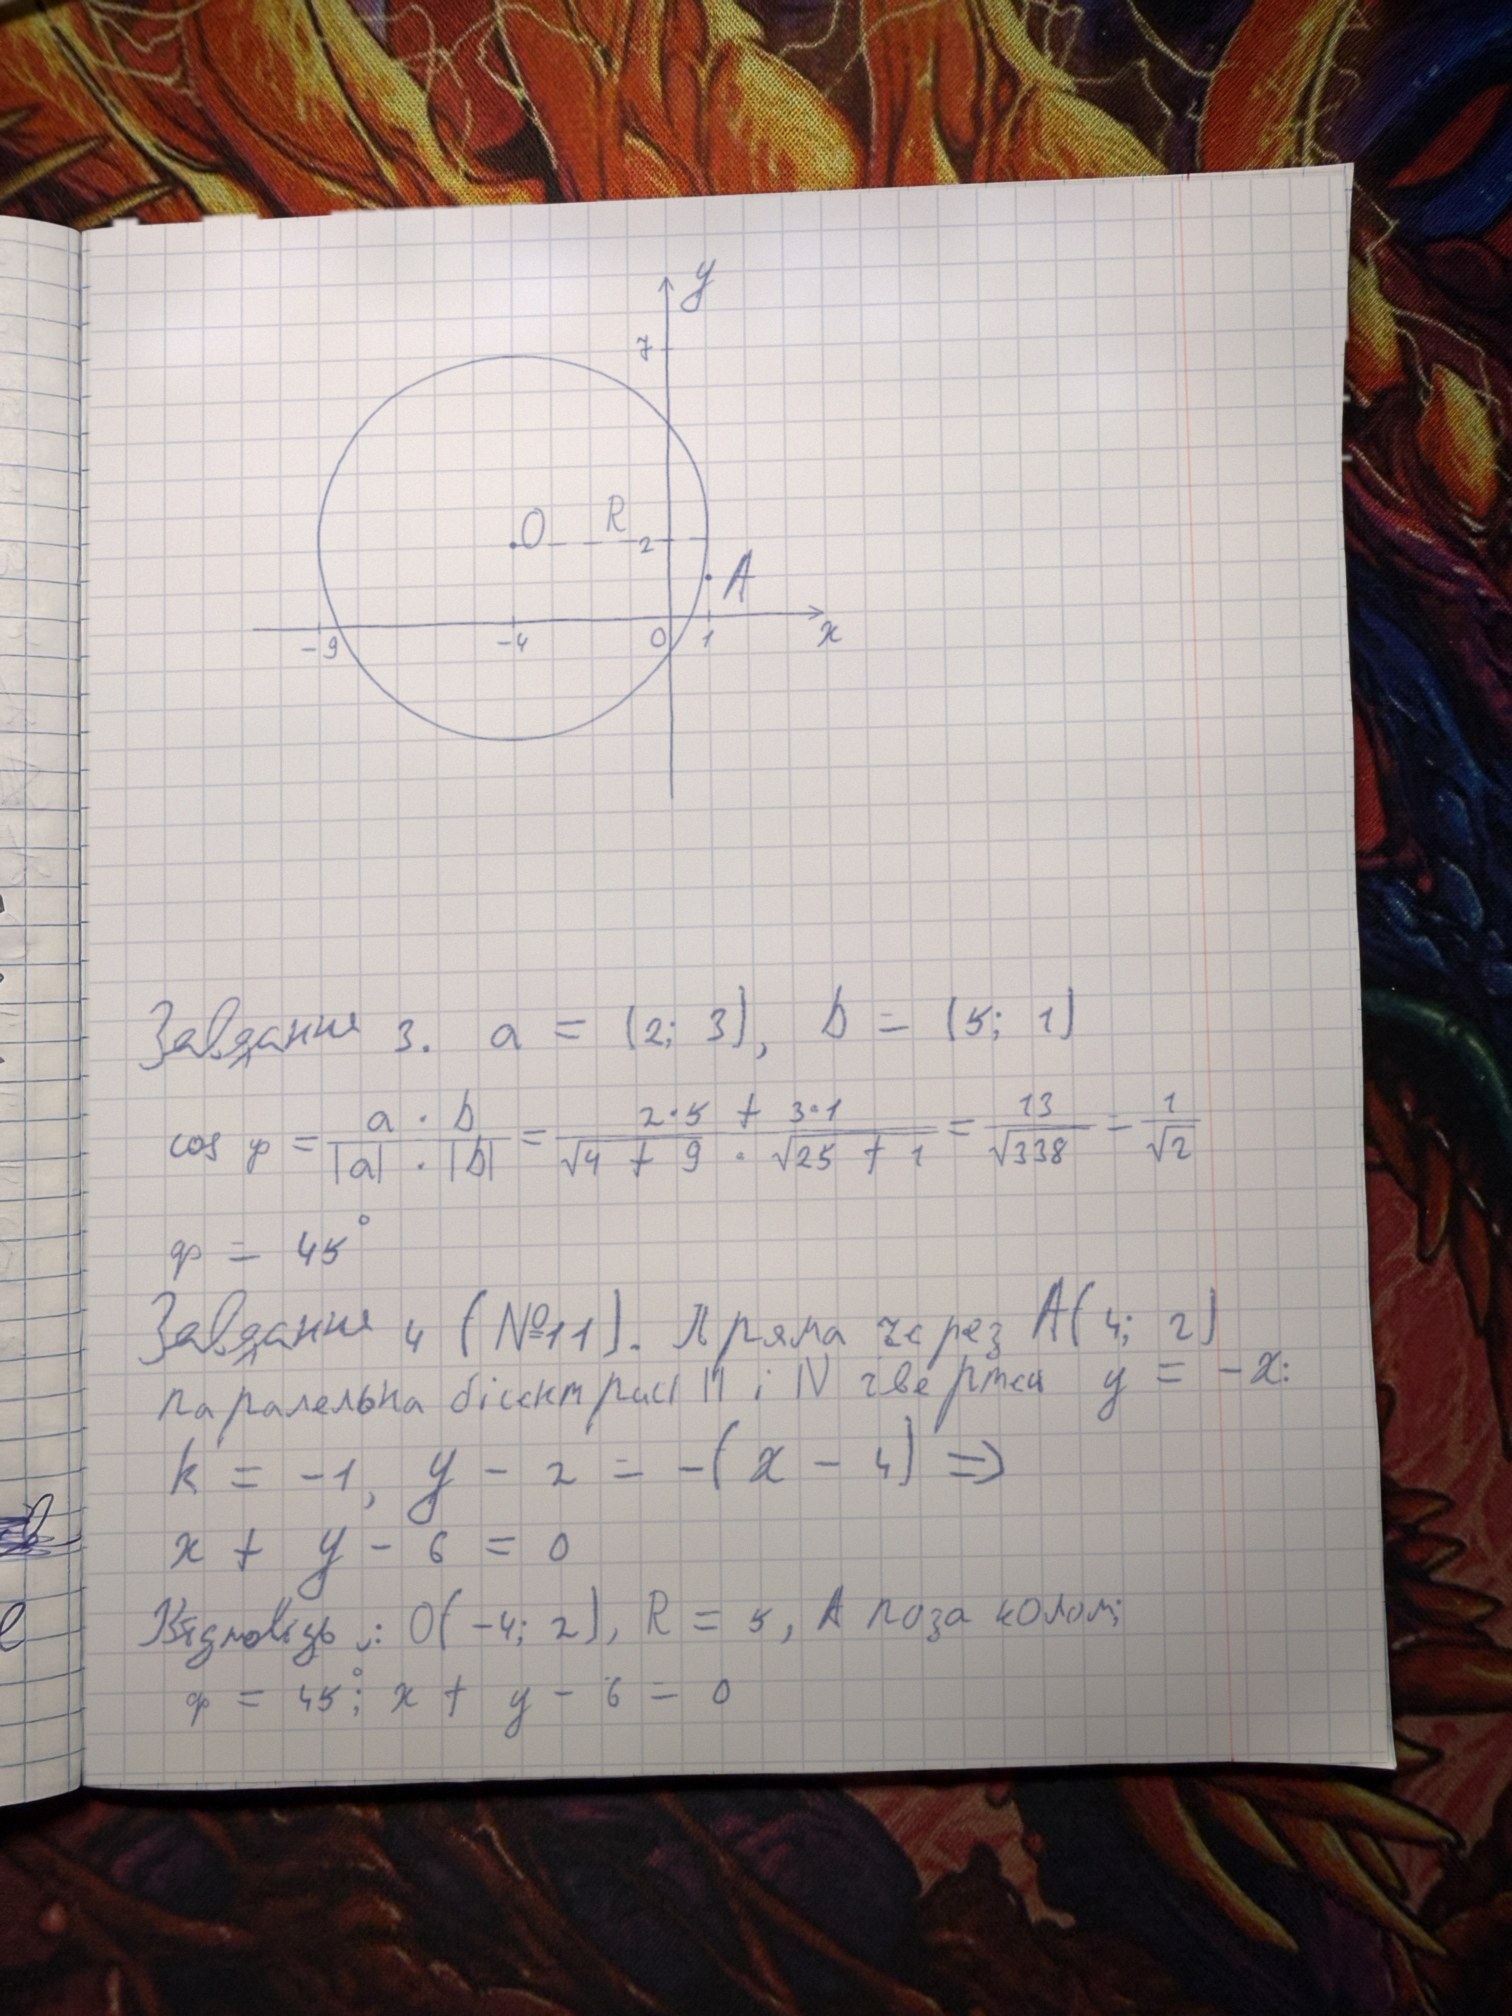 y
7
O R 2
A
-9 -4 0 1 x
Завдання 3. a = (2; 3), b = (5; 1)
cos φ = a · b / |a| · |b| = 2·5 + 3·1 / √4 + 9 · √25 + 1 = 13 / √338 = 1 / √2
φ = 45°
Завдання 4 (№11). Пряма через A(4; 2)
паралельна бісектрисі II і IV чвертей y = -x:
k = -1, y - 2 = -(x - 4) ⇒
x + y - 6 = 0
Відповідь: O(-4; 2), R = 5, A поза колом;
φ = 45°; x + y - 6 = 0